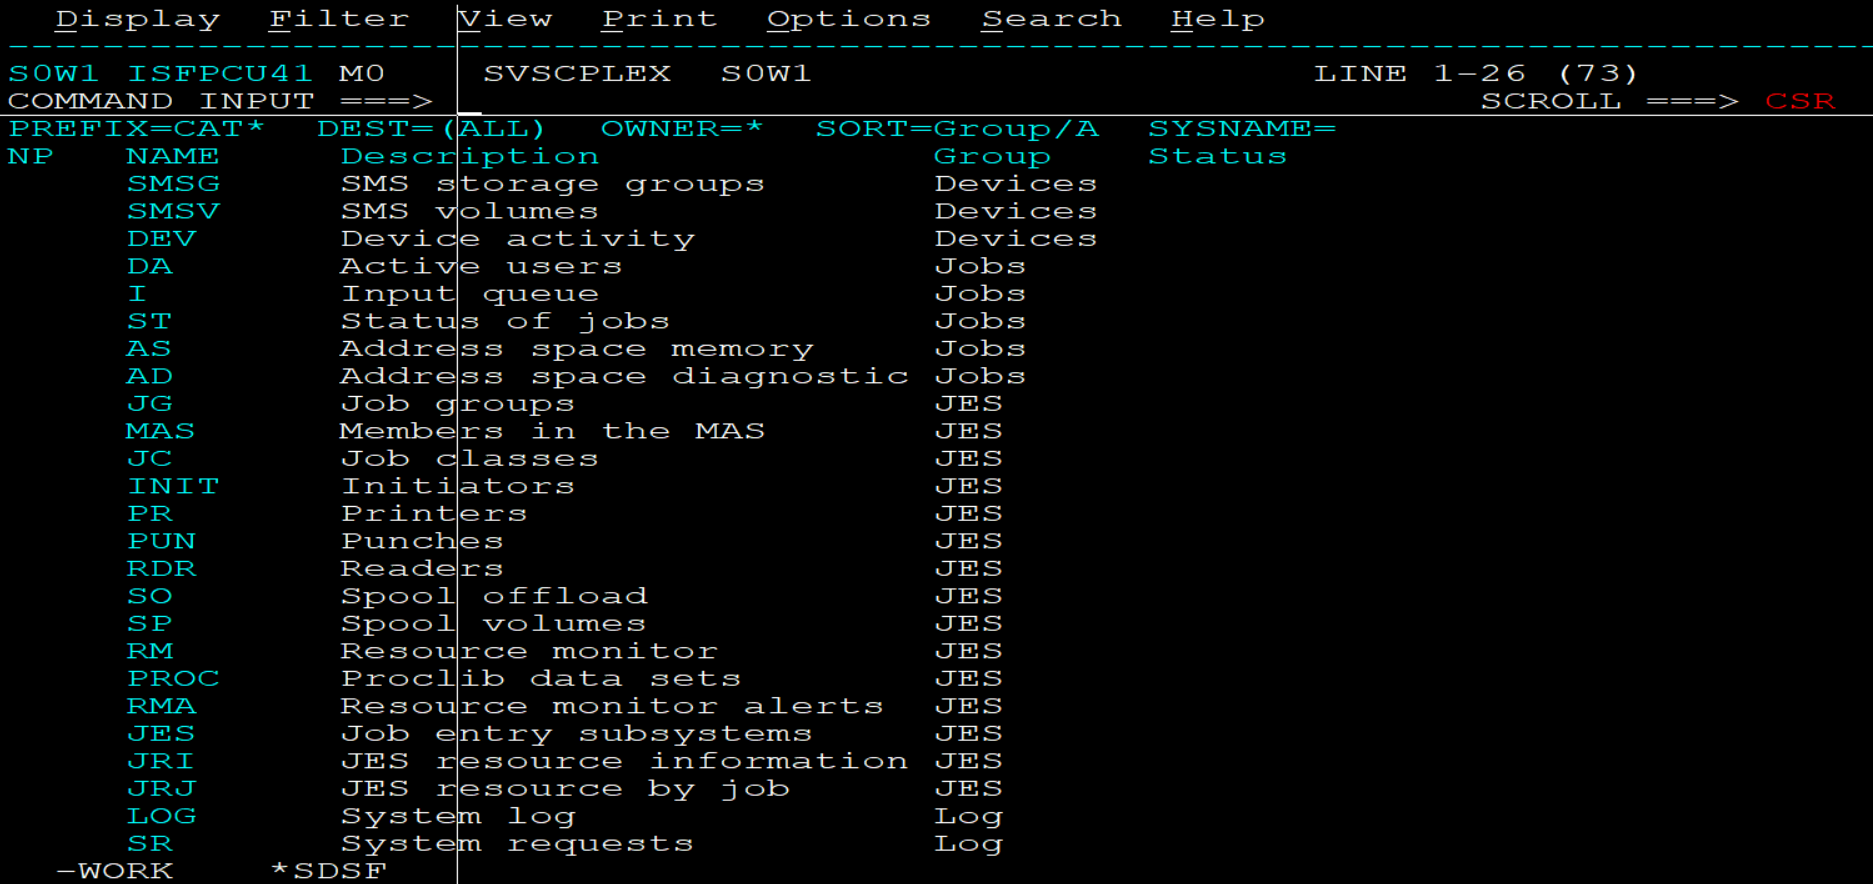 Display Filter View Print Options Search Help
--------------------------------------------------------------------------------
S0W1 ISFPCU41 M0 SVSCPLEX S0W1 LINE 1-26 (73)
COMMAND INPUT ===> SCROLL ===> CSR
PREFIX=CAT* DEST=(ALL) OWNER=* SORT=Group/A SYSNAME=
NP NAME Description Group Status
SMSG SMS storage groups Devices
SMSV SMS volumes Devices
DEV Device activity Devices
DA Active users Jobs
I Input queue Jobs
ST Status of jobs Jobs
AS Address space memory Jobs
AD Address space diagnostic Jobs
JG Job groups JES
MAS Members in the MAS JES
JC Job classes JES
INIT Initiators JES
PR Printers JES
PUN Punches JES
RDR Readers JES
SO Spool offload JES
SP Spool volumes JES
RM Resource monitor JES
PROC Proclib data sets JES
RMA Resource monitor alerts JES
JES Job entry subsystems JES
JRI JES resource information JES
JRJ JES resource by job JES
LOG System log Log
SR System requests Log
-WORK *SDSF